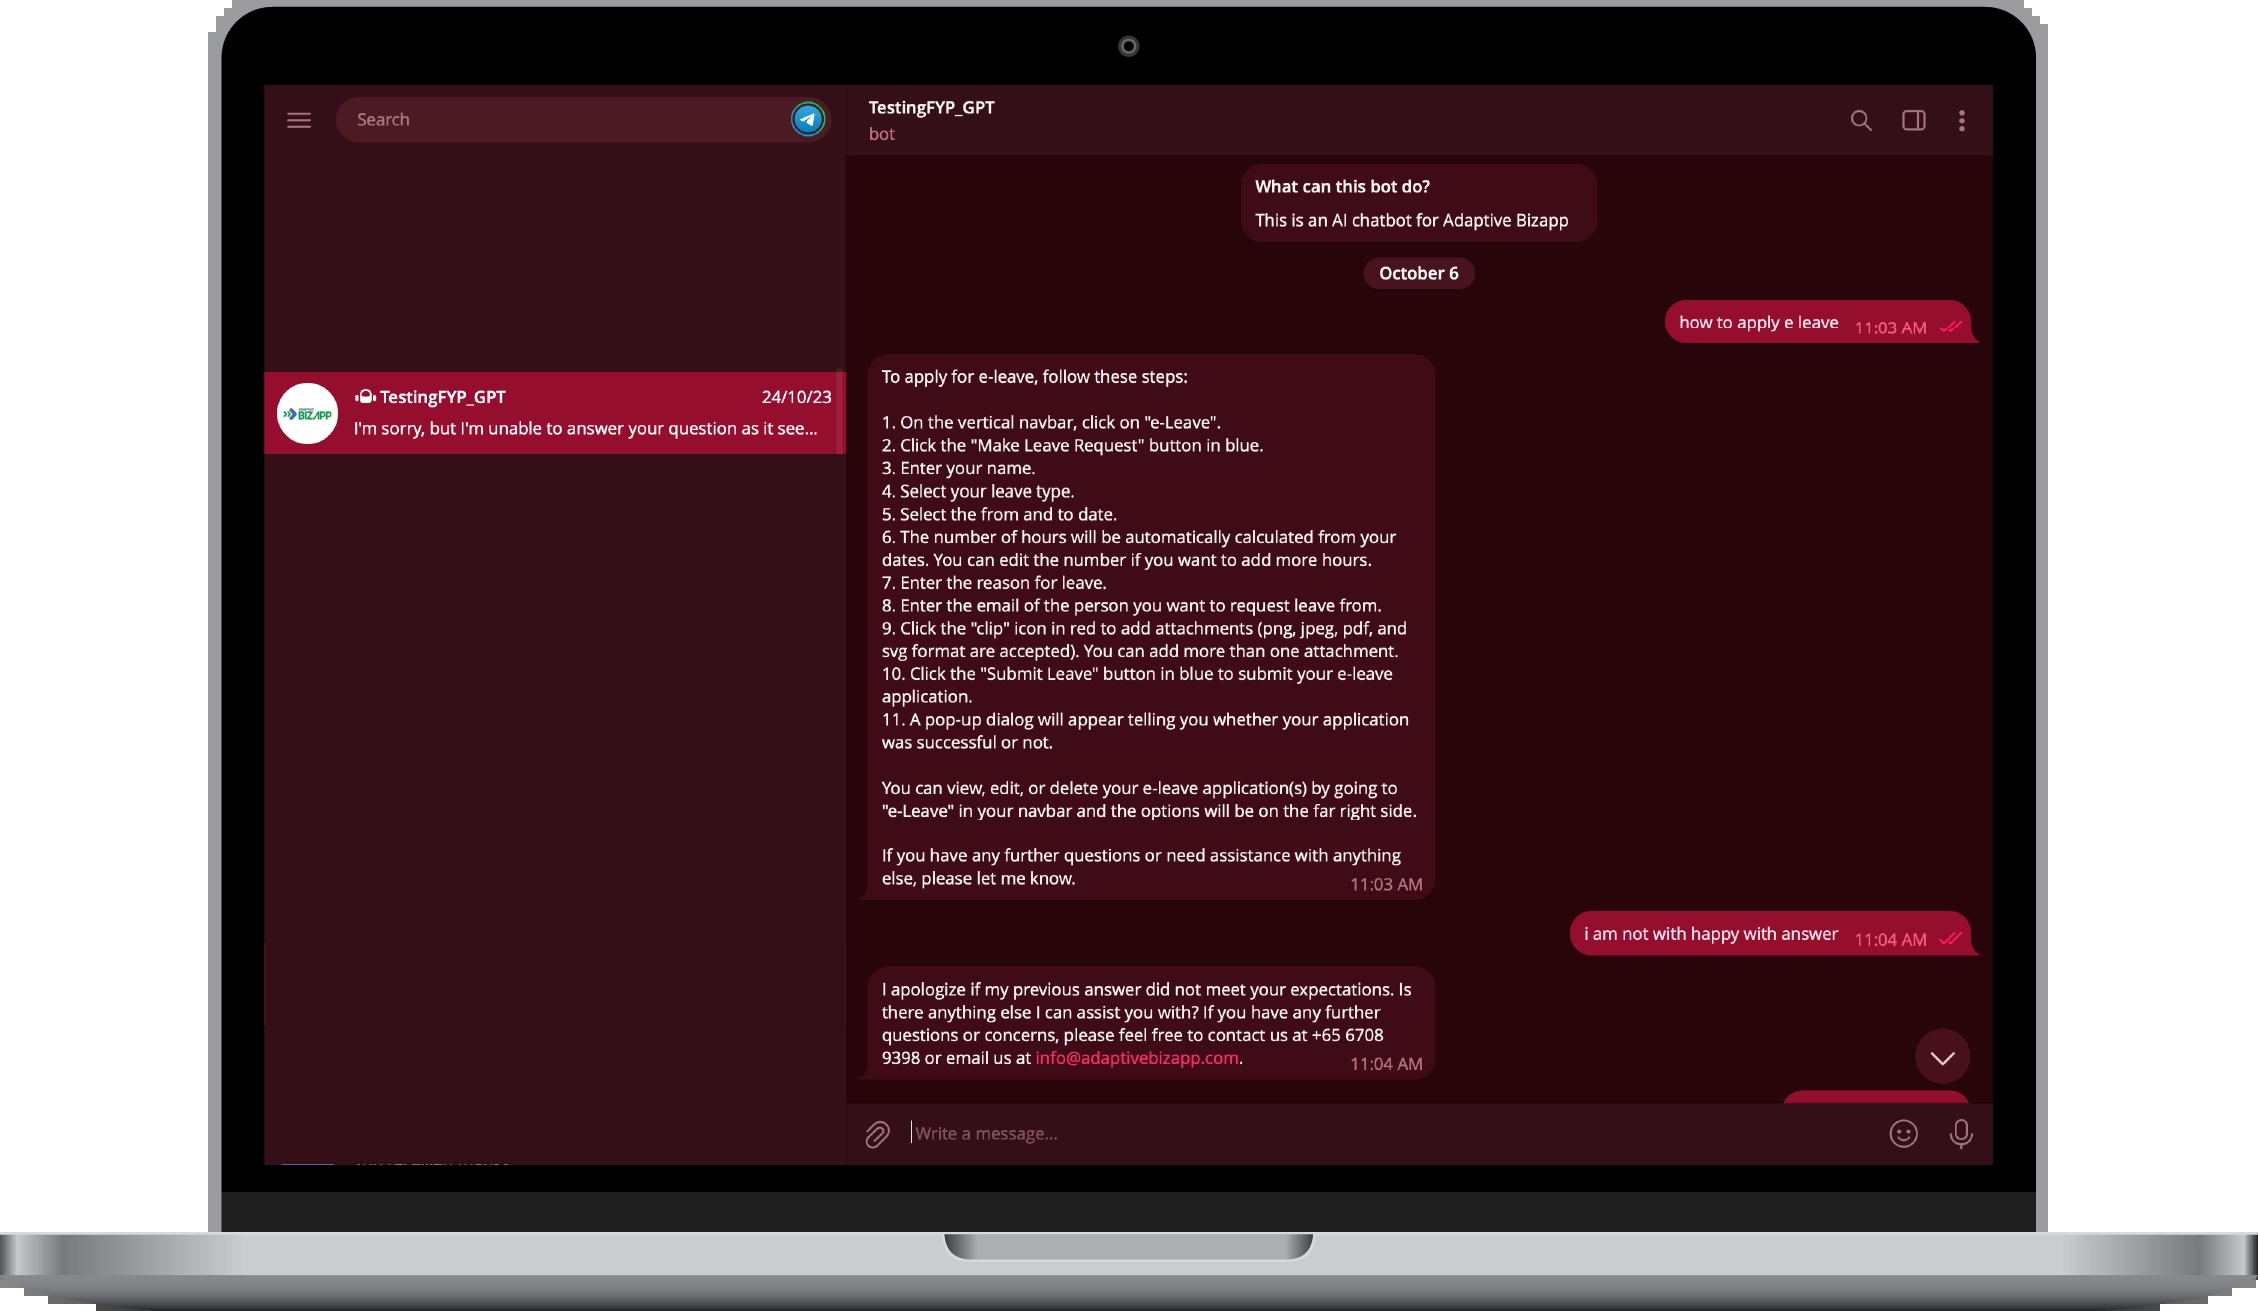 Search
TestingFYP_GPT
24/10/23
BIZAPP
I'm sorry, but I'm unable to answer your question as it see...
TestingFYP_GPT
bot
What can this bot do?
This is an AI chatbot for Adaptive Bizapp
October 6
how to apply e leave 11:03 AM
To apply for e-leave, follow these steps:
1. On the vertical navbar, click on "e-Leave".
2. Click the "Make Leave Request" button in blue.
3. Enter your name.
4. Select your leave type.
5. Select the from and to date.
6. The number of hours will be automatically calculated from your
dates. You can edit the number if you want to add more hours.
7. Enter the reason for leave.
8. Enter the email of the person you want to request leave from.
9. Click the "clip" icon in red to add attachments (png, jpeg, pdf, and
svg format are accepted). You can add more than one attachment.
10. Click the "Submit Leave" button in blue to submit your e-leave
application.
11. A pop-up dialog will appear telling you whether your application
was successful or not.
You can view, edit, or delete your e-leave application(s) by going to
"e-Leave" in your navbar and the options will be on the far right side.
If you have any further questions or need assistance with anything
else, please let me know.
11:03 AM
i am not with happy with answer 11:04 AM
I apologize if my previous answer did not meet your expectations. Is
there anything else I can assist you with? If you have any further
questions or concerns, please feel free to contact us at +65 6708
9398 or email us at info@adaptivebizapp.com.
11:04 AM
Write a message...